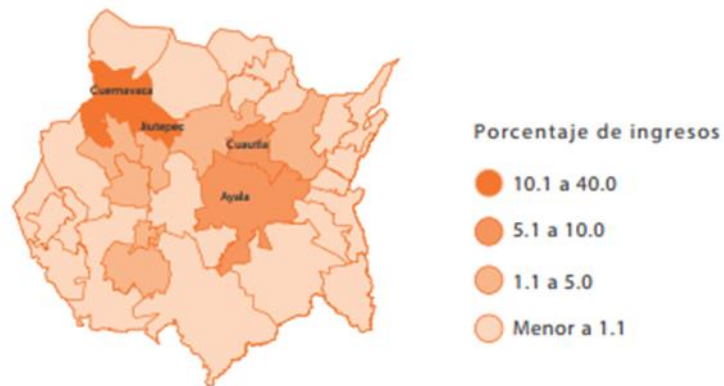 Cuernavaca
Jiutepec
Cuautla
Ayala
Porcentaje de ingresos
10.1 a 40.0
5.1 a 10.0
1.1 a 5.0
Menor a 1.1